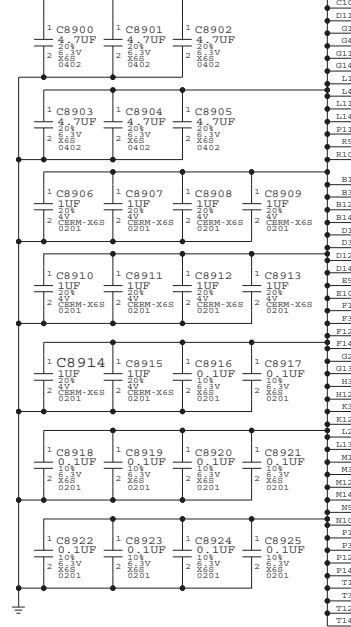 1 C8900 1 C8901 1 C8902
4.7UF 4.7UF 4.7UF
20% 20% 20%
6.3V 6.3V 6.3V
2 X6S 2 X6S 2 X6S
0402 0402 0402
1 C8903 1 C8904 1 C8905
4.7UF 4.7UF 4.7UF
20% 20% 20%
6.3V 6.3V 6.3V
2 X6S 2 X6S 2 X6S
0402 0402 0402
1 C8906 1 C8907 1 C8908 1 C8909
1UF 1UF 1UF 1UF
20% 20% 20% 20%
4V 4V 4V 4V
2 CERM-X6S 2 CERM-X6S 2 CERM-X6S 2 CERM-X6S
0201 0201 0201 0201
1 C8910 1 C8911 1 C8912 1 C8913
1UF 1UF 1UF 1UF
20% 20% 20% 20%
4V 4V 4V 4V
2 CERM-X6S 2 CERM-X6S 2 CERM-X6S 2 CERM-X6S
0201 0201 0201 0201
1 C8914 1 C8915 1 C8916 1 C8917
1UF 1UF 0.1UF 0.1UF
20% 20% 10% 10%
4V 4V 6.3V 6.3V
2 CERM-X6S 2 CERM-X6S 2 X6S 2 X6S
0201 0201 0201 0201
1 C8918 1 C8919 1 C8920 1 C8921
0.1UF 0.1UF 0.1UF 0.1UF
10% 10% 10% 10%
6.3V 6.3V 6.3V 6.3V
2 X6S 2 X6S 2 X6S 2 X6S
0201 0201 0201 0201
1 C8922 1 C8923 1 C8924 1 C8925
0.1UF 0.1UF 0.1UF 0.1UF
10% 10% 10% 10%
6.3V 6.3V 6.3V 6.3V
2 X6S 2 X6S 2 X6S 2 X6S
0201 0201 0201 0201
C10
D11
G1
G4
G11
G14
L1
L4
L11
L14
P11
R5
R10
B1
B3
B12
B14
D1
D3
D12
D14
E5
E10
F1
F3
F12
F14
G2
G13
H3
H12
K3
K12
L2
L13
M1
M3
M12
M14
N5
N10
P1
P3
P12
P14
T1
T3
T12
T14